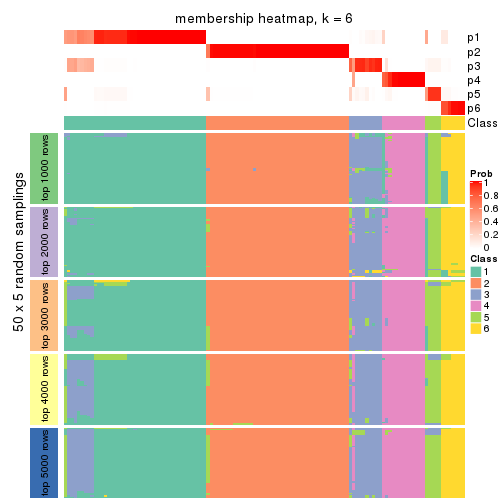 membership heatmap, k = 6
p1
p2
p3
p4
p5
p6
Class
50 x 5 random samplings
top 1000 rows
top 2000 rows
top 3000 rows
top 4000 rows
top 5000 rows
Prob
1
0.8
0.6
0.4
0.2
0
Class
1
2
3
4
5
6